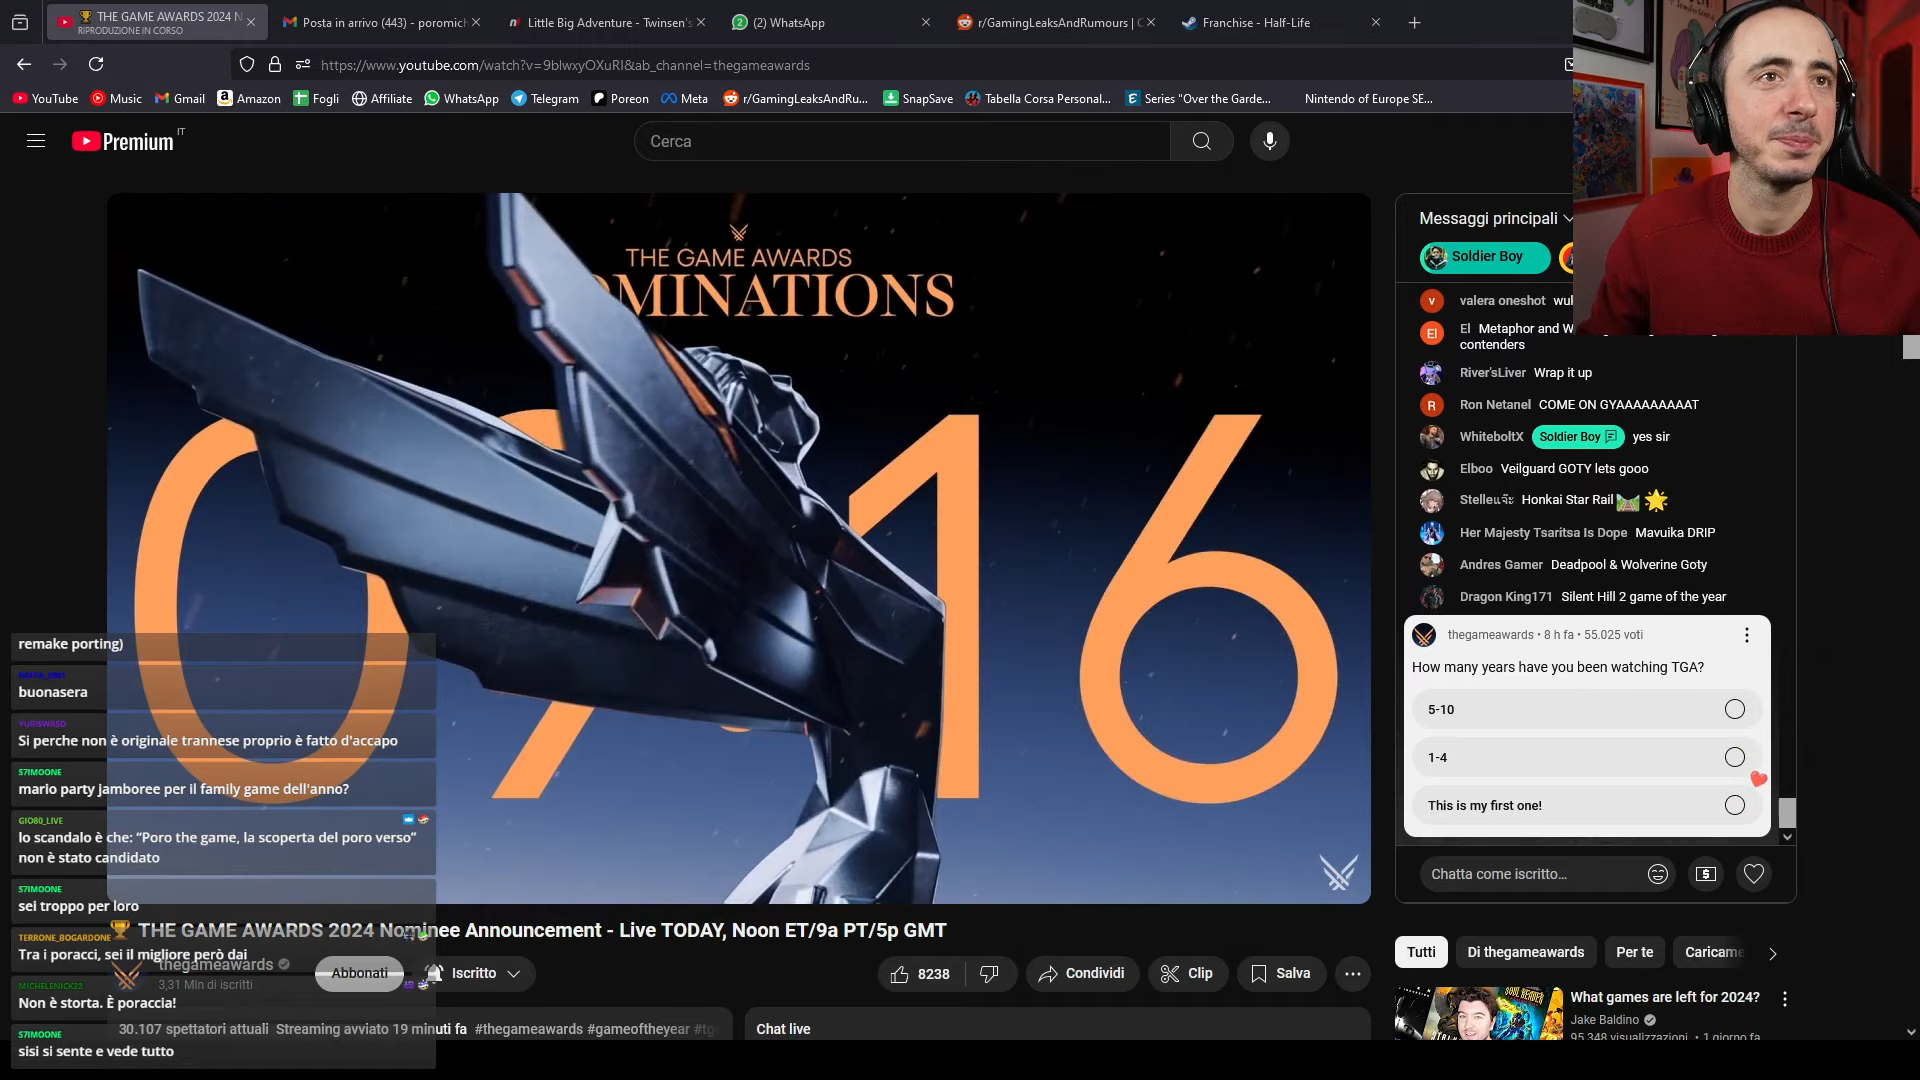 🏆 THE GAME AWARDS 2024 N
RIPRODUZIONE IN CORSO
Posta in arrivo (443) - poromich
Little Big Adventure - Twinsen's
(2) WhatsApp
r/GamingLeaksAndRumours | C
Franchise - Half-Life
https://www.youtube.com/watch?v=9blwxyOXuRI&ab_channel=thegameawards
YouTube
Music
Gmail
Amazon
Fogli
Affiliate
WhatsApp
Telegram
Poreon
Meta
r/GamingLeaksAndRu...
SnapSave
Tabella Corsa Personal...
Series "Over the Garde...
Nintendo of Europe SE...
Premium IT
Cerca
THE GAME AWARDS
OMINATIONS
16
Messaggi principali
Soldier Boy
valera oneshot
El Metaphor and W
contenders
River'sLiver Wrap it up
Ron Netanel COME ON GYAAAAAAAAT
WhiteboltX Soldier Boy yes sir
Elboo Veilguard GOTY lets gooo
Honkai Star Rail
Her Majesty Tsaritsa Is Dope Mavuika DRIP
Andres Gamer Deadpool & Wolverine Goty
Dragon King171 Silent Hill 2 game of the year
thegameawards • 8 h fa • 55.025 voti
How many years have you been watching TGA?
5-10
1-4
This is my first one!
Chatta come iscritto...
remake porting)
buonasera
YURI8WASD
Si perche non è originale trannese proprio è fatto d'accapo
S7IMOONE
mario party jamboree per il family game dell'anno?
GIO80_LIVE
lo scandalo è che: “Poro the game, la scoperta del poro verso”
non è stato candidato
S7IMOONE
sei troppo per loro
TERRONE_BOGARDONE
Tra i poracci, sei il migliore però dai
MICHELENICK22
Non è storta. È poraccia!
S7IMOONE
sisi si sente e vede tutto
🏆 THE GAME AWARDS 2024 Nominee Announcement - Live TODAY, Noon ET/9a PT/5p GMT
thegameawards
3,31 Mln di iscritti
Abbonati
Iscritto
8238
Condividi
Clip
Salva
30.107 spettatori attuali Streaming avviato 19 minuti fa #thegameawards #gameoftheyear
Chat live
Tutti
Di thegameawards
Per te
Caricame
What games are left for 2024?
Jake Baldino
95.348 visualizzazioni • 1 giorno fa